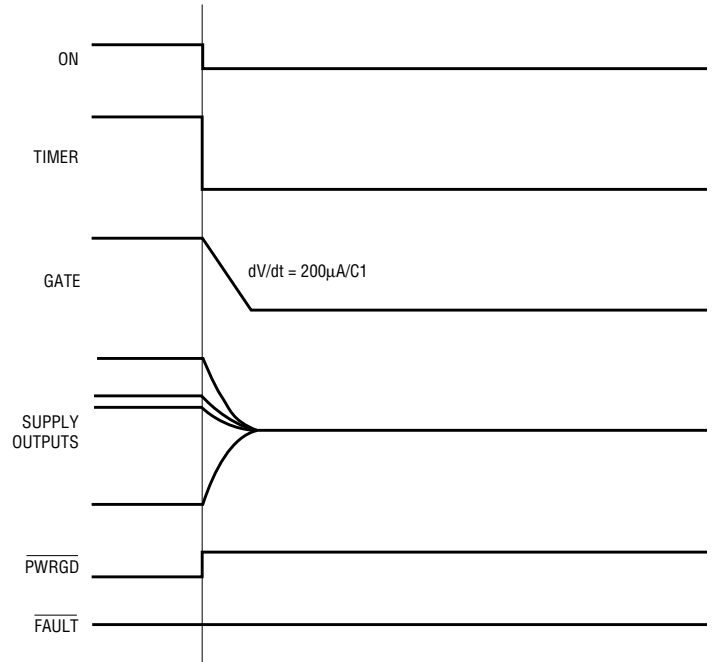 ON
TIMER
GATE
dV/dt = 200μA/C1
SUPPLY
OUTPUTS
PWRGD
FAULT